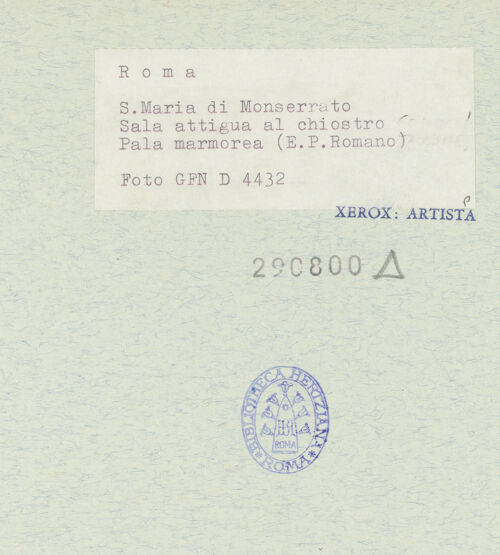 R o m a
S.Maria di Monserrato
Sala attigua al chiostro
Pala marmorea (E.P.Romano)
Foto GFN D 4432
XEROX: ARTISTA
290800 △
*BIBLIOTHECA HERTZIANA*
ROMA
ROMA